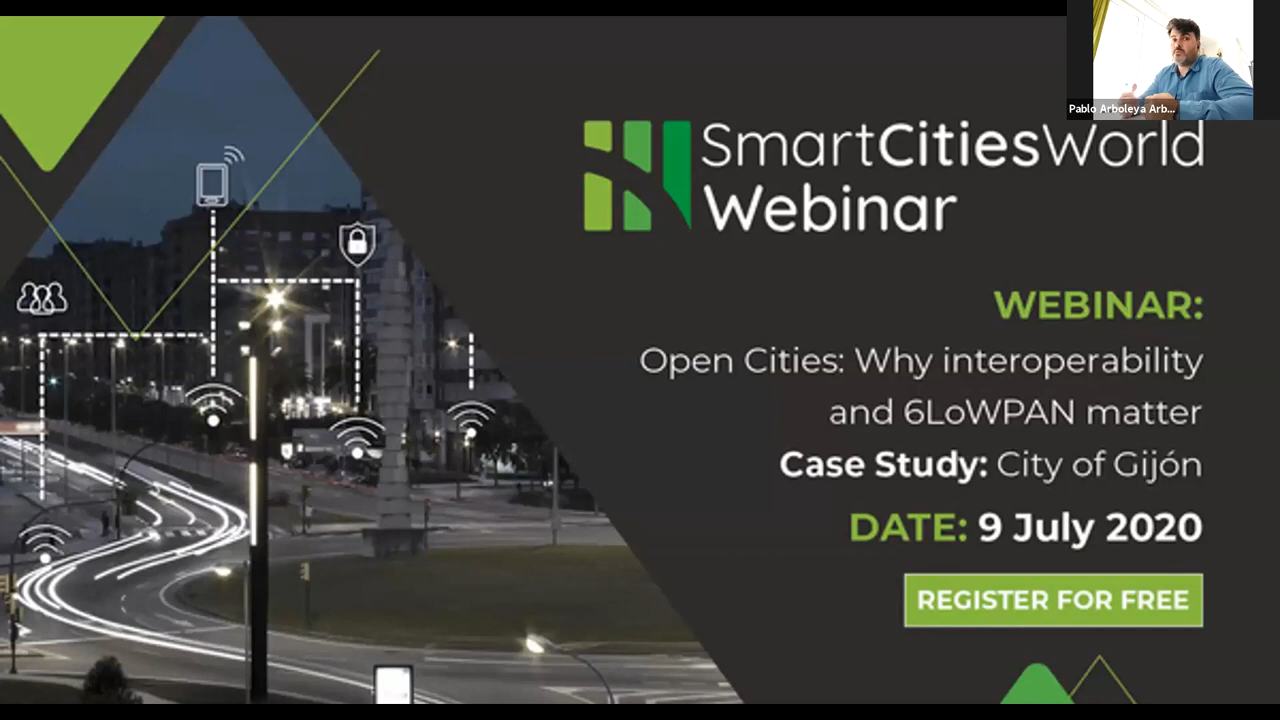 Pablo Arboleya Arb...
SmartCitiesWorld
Webinar
WEBINAR:
Open Cities: Why interoperability
and 6LoWPAN matter
Case Study: City of Gijón
DATE: 9 July 2020
REGISTER FOR FREE